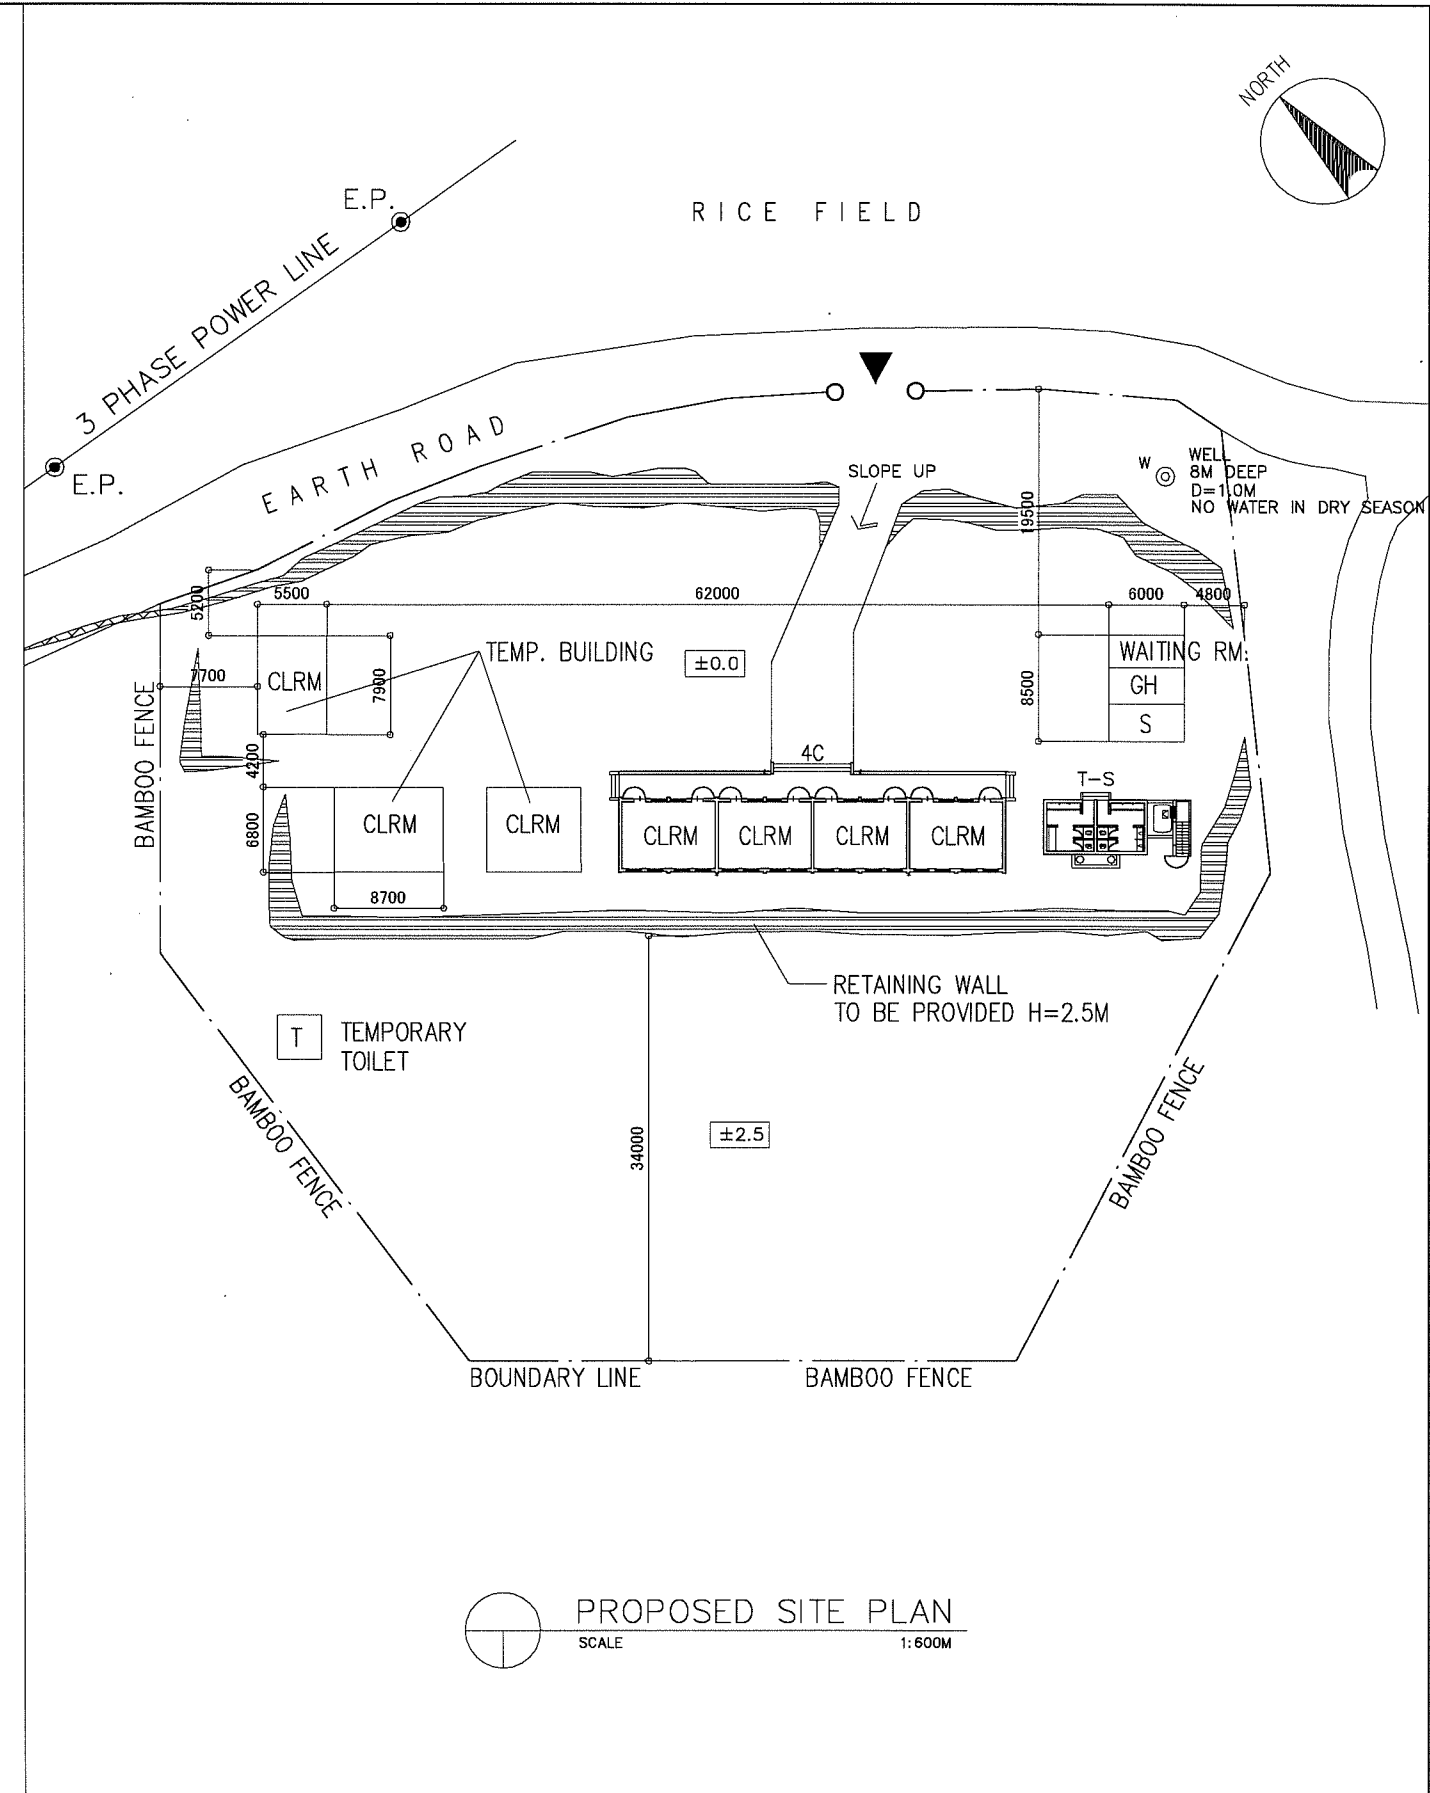 NORTH
E.P.
RICE FIELD
3 PHASE POWER LINE
E.P.
EARTH ROAD
SLOPE UP
W
WELL
8M DEEP
D=1.0M
NO WATER IN DRY SEASON
19500
5200
5500
62000
6000
4800
TEMP. BUILDING
±0.0
WAITING RM.
7700
CLRM
7900
8500
GH
S
BAMBOO FENCE
4200
4C
T-S
6800
CLRM
CLRM
CLRM
CLRM
CLRM
CLRM
8700
RETAINING WALL
TO BE PROVIDED H=2.5M
T
TEMPORARY
TOILET
BAMBOO FENCE
34000
±2.5
BAMBOO FENCE
BOUNDARY LINE
BAMBOO FENCE
PROPOSED SITE PLAN
SCALE
1:600M